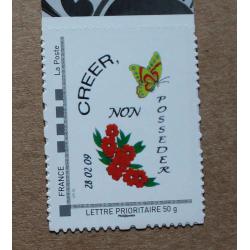 La Poste
FRANCE
CREER,
NON
POSSEDER
28 02 09
LETTRE PRIORITAIRE 50 g